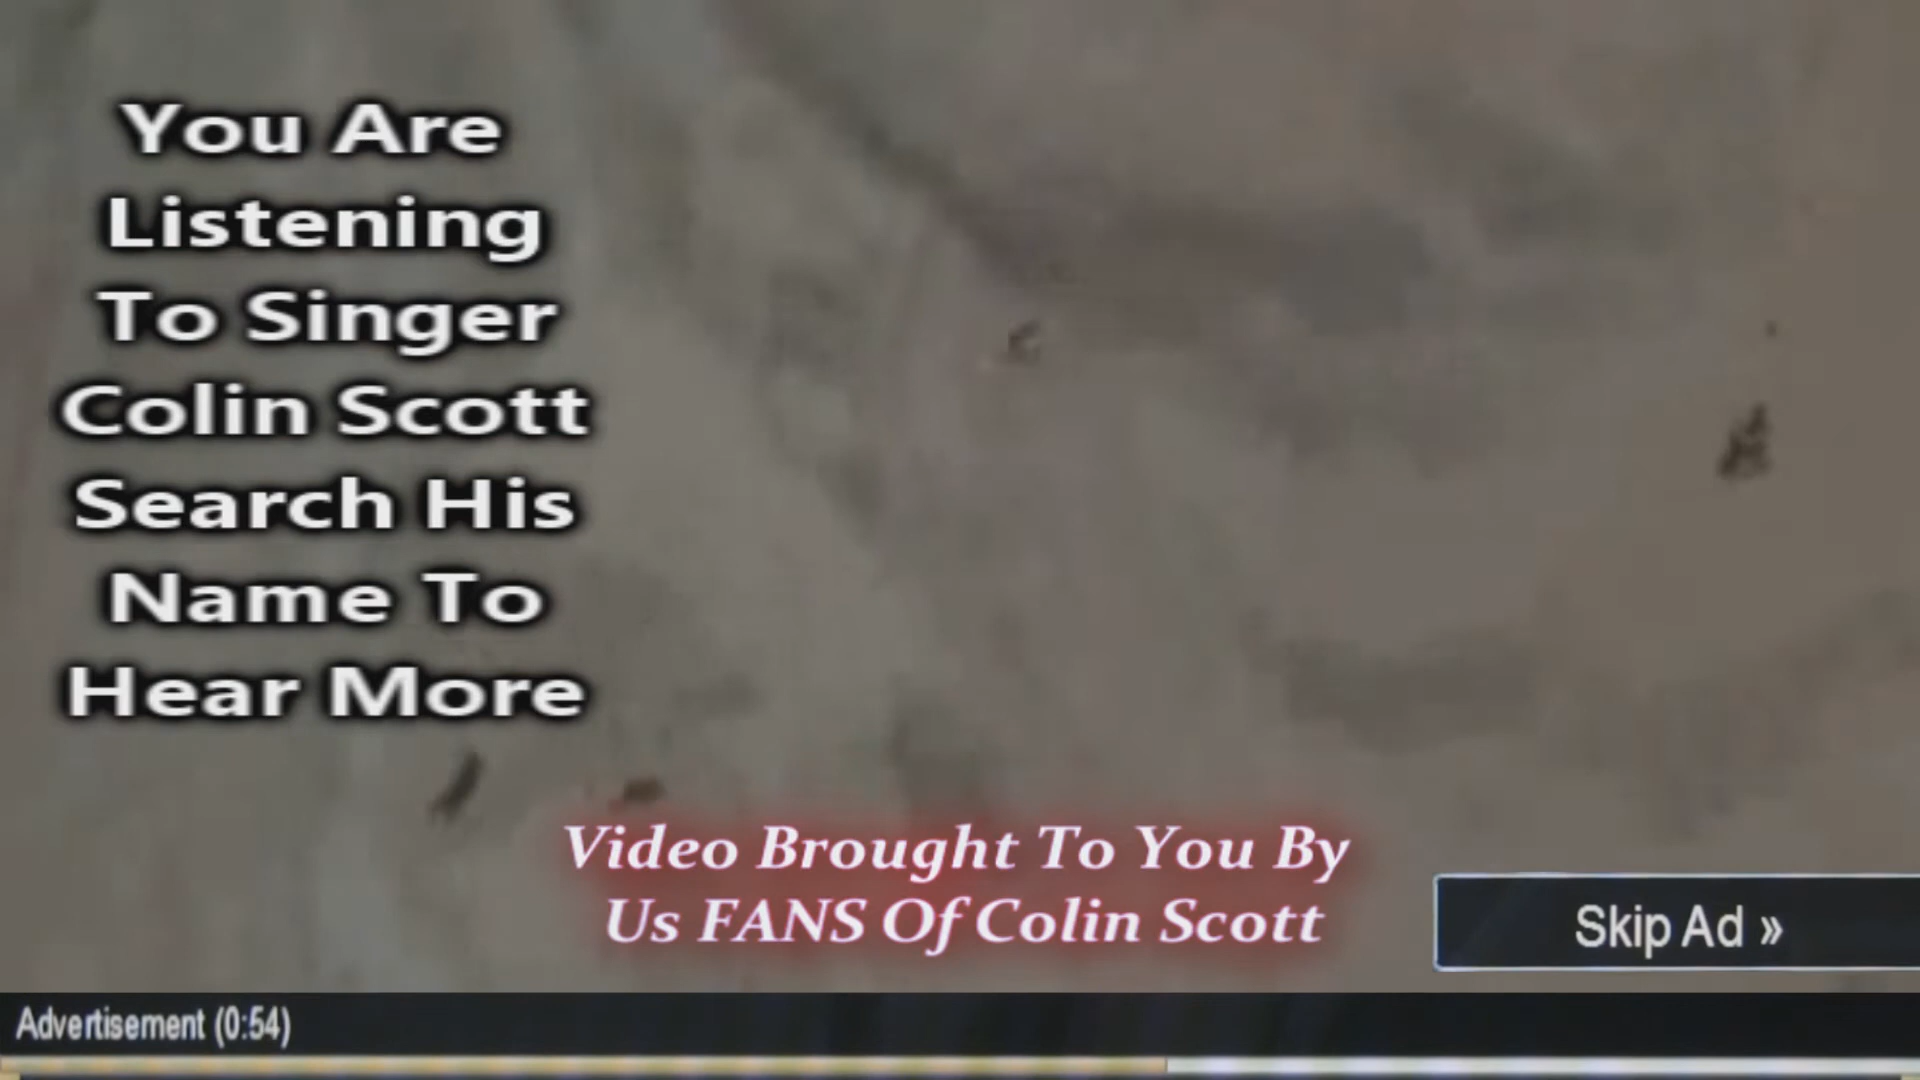 You Are
Listening
To Singer
Colin Scott
Search His
Name To
Hear More
Video Brought To You By
Us FANS Of Colin Scott
Skip Ad »
Advertisement (0:54)